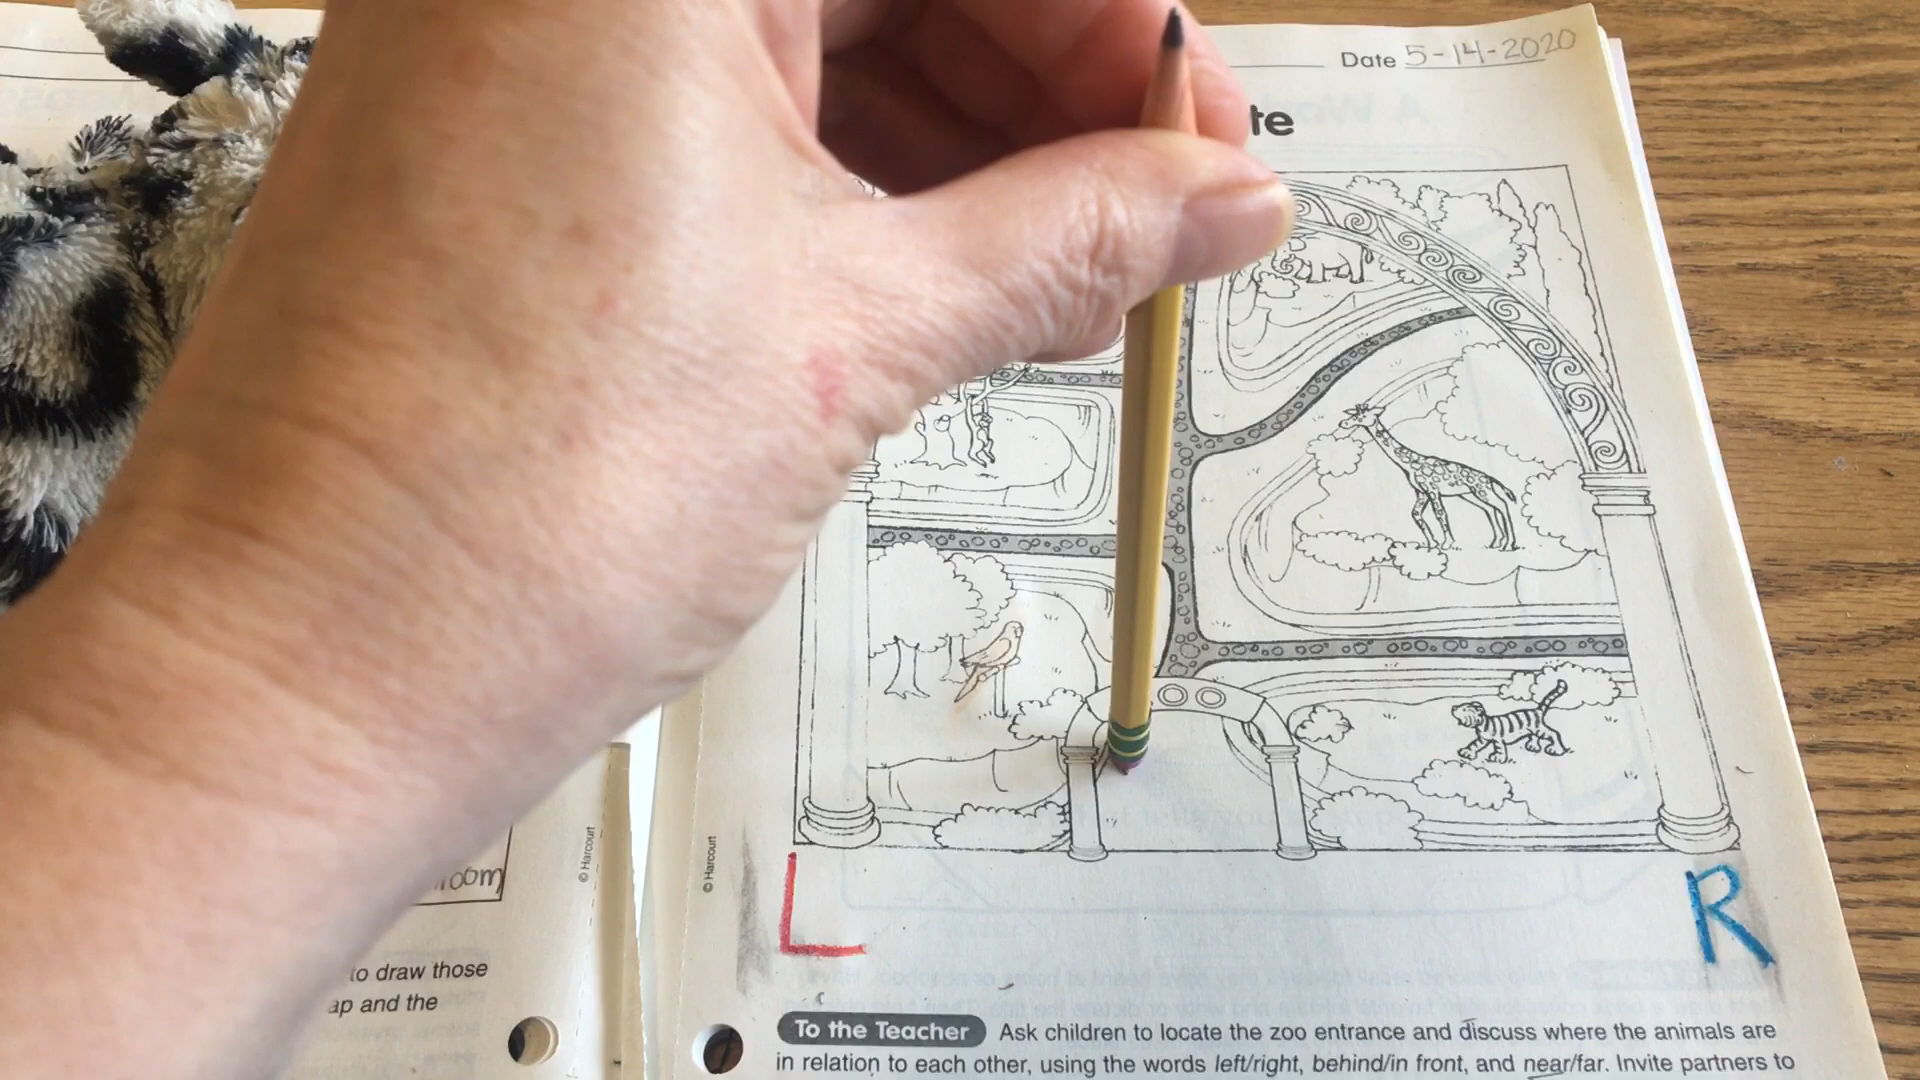 Date 5-14-2020
te
© Harcourt
© Harcourt
room
to draw those
ap and the
L
R
To the Teacher Ask children to locate the zoo entrance and discuss where the animals are
in relation to each other, using the words left/right, behind/in front, and near/far. Invite partners to